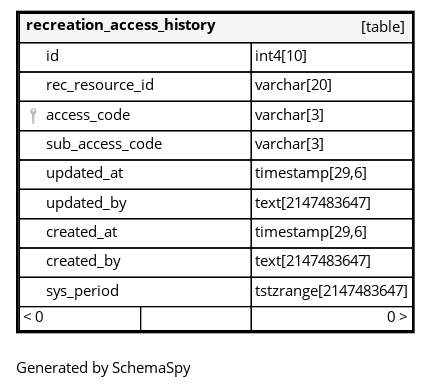 recreation_access_history [table]
id int4[10]
rec_resource_id varchar[20]
access_code varchar[3]
sub_access_code varchar[3]
updated_at timestamp[29,6]
updated_by text[2147483647]
created_at timestamp[29,6]
created_by text[2147483647]
sys_period tstzrange[2147483647]
< 0 0 >
Generated by SchemaSpy